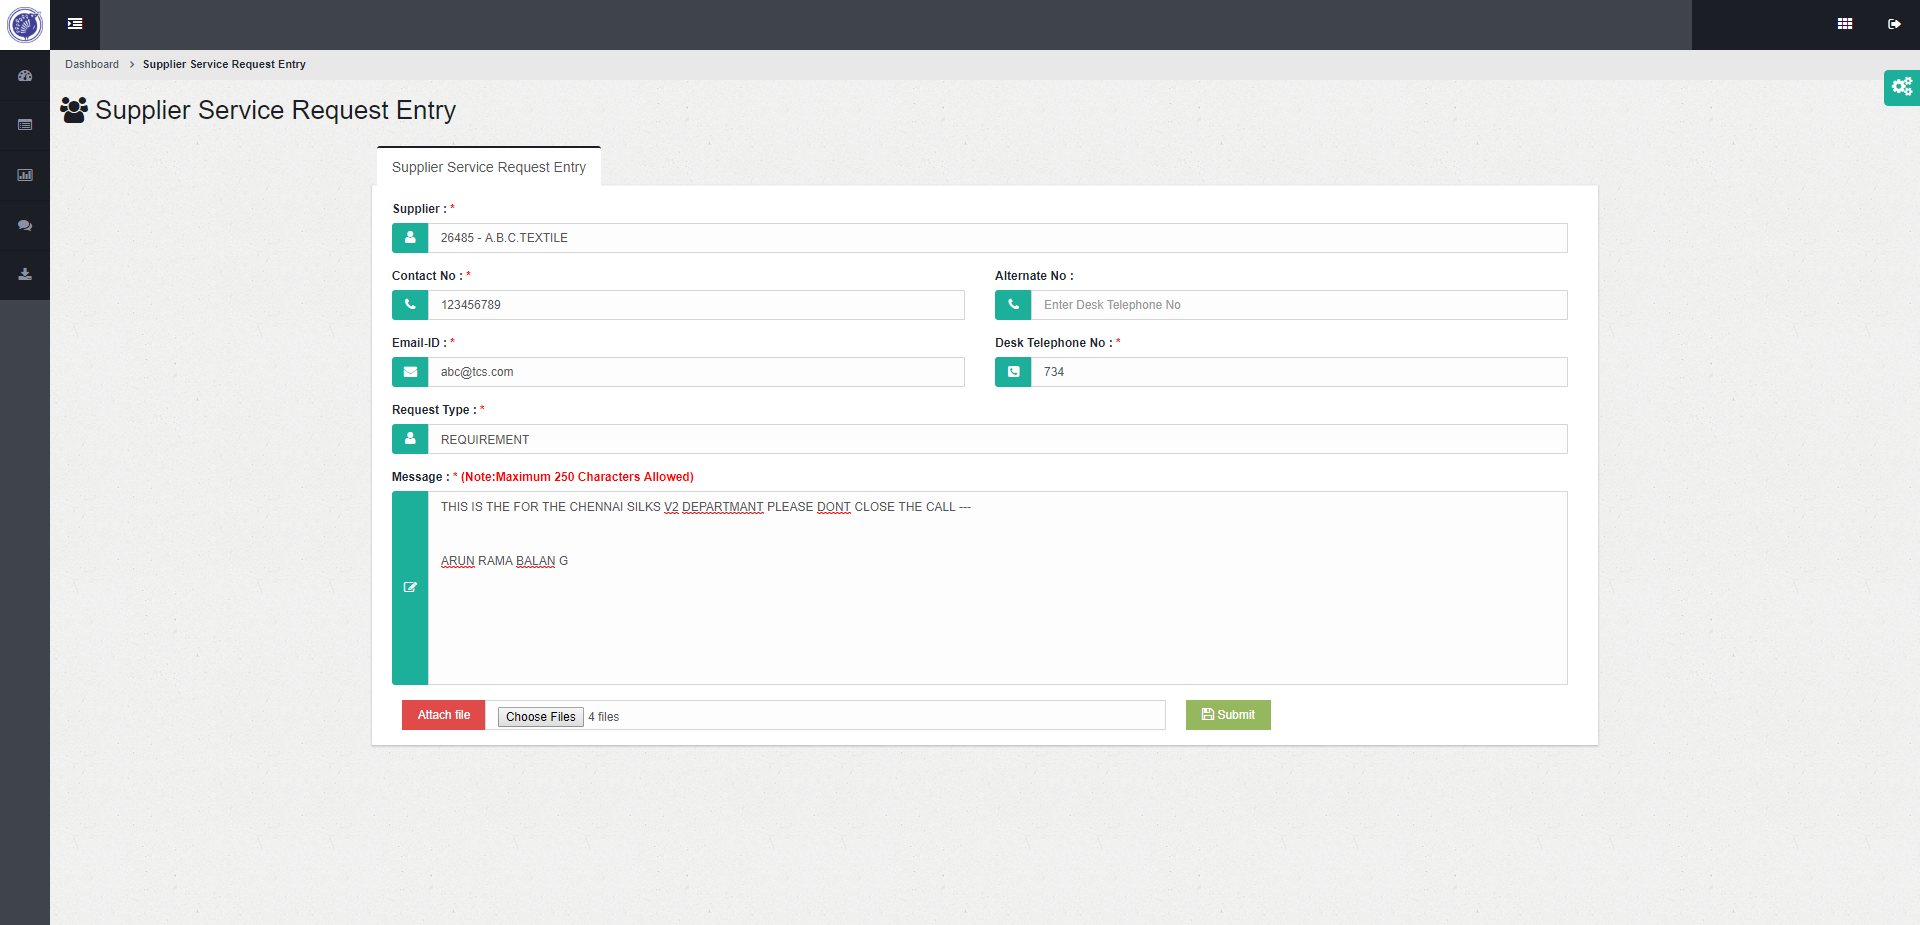 Dashboard > Supplier Service Request Entry
Supplier Service Request Entry
Supplier Service Request Entry
Supplier : *
26485 - A.B.C.TEXTILE
Contact No : *
Alternate No :
123456789
Enter Desk Telephone No
Email-ID : *
Desk Telephone No : *
abc@tcs.com
734
Request Type : *
REQUIREMENT
Message : * (Note:Maximum 250 Characters Allowed)
THIS IS THE FOR THE CHENNAI SILKS V2 DEPARTMANT PLEASE DONT CLOSE THE CALL ---
ARUN RAMA BALAN G
Attach file
Choose Files 4 files
Submit